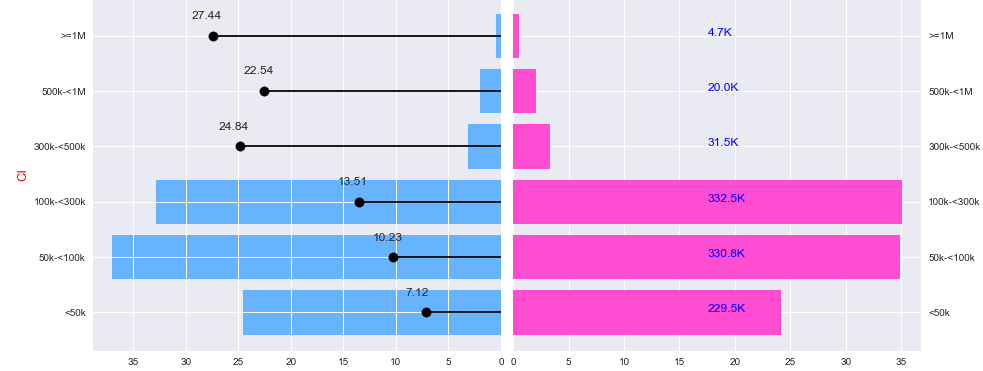 27.44
>=1M
4.7K
>=1M
22.54
500k-<1M
20.0K
500k-<1M
24.84
300k-<500k
31.5K
300k-<500k
CI
13.51
100k-<300k
332.5K
100k-<300k
10.23
50k-<100k
330.8K
50k-<100k
7.12
<50k
229.5K
<50k
35 30 25 20 15 10 5 0 0 5 10 15 20 25 30 35